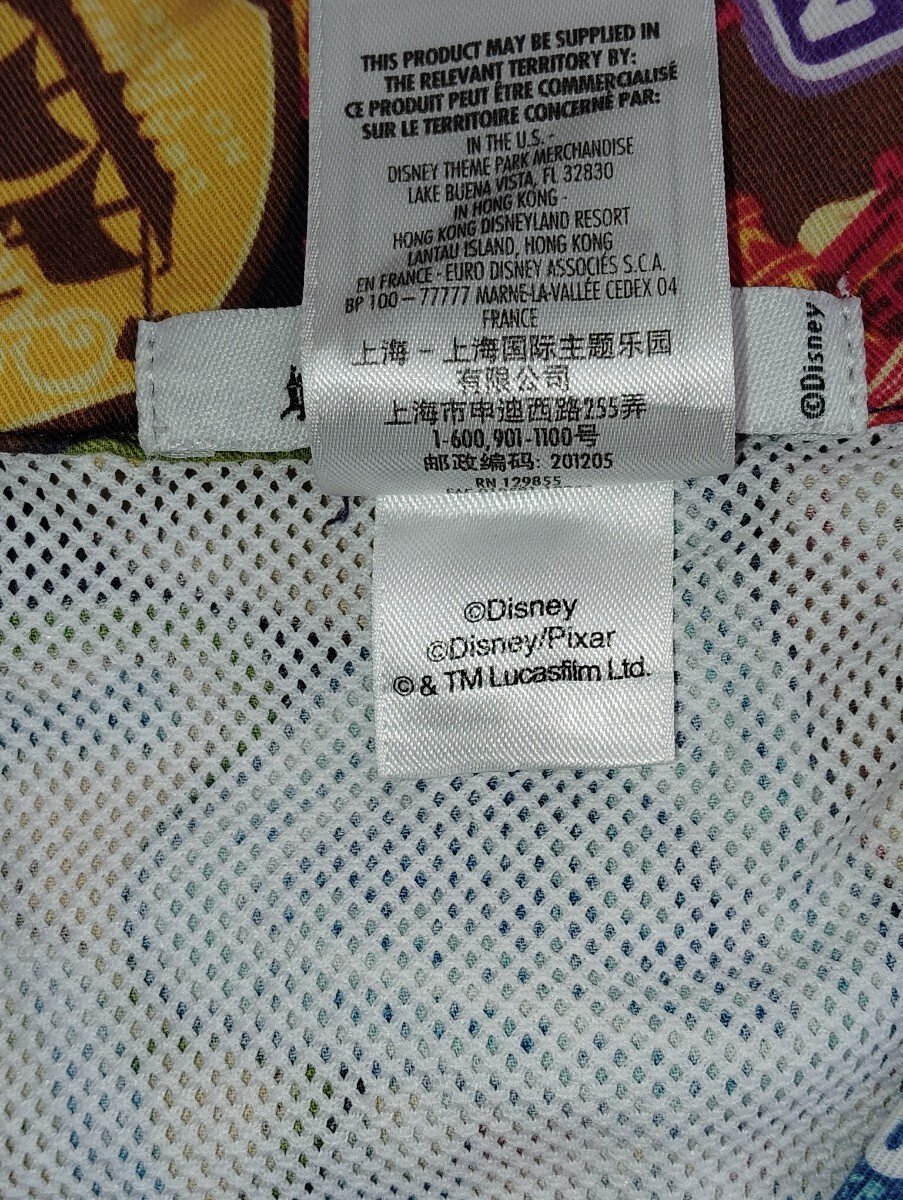 THIS PRODUCT MAY BE SUPPLIED IN
THE RELEVANT TERRITORY BY:
CE PRODUIT PEUT ÊTRE COMMERCIALISÉ
SUR LE TERRITOIRE CONCERNÉ PAR:
IN THE U.S. -
DISNEY THEME PARK MERCHANDISE
LAKE BUENA VISTA, FL 32830
IN HONG KONG -
HONG KONG DISNEYLAND RESORT
LANTAU ISLAND, HONG KONG
EN FRANCE - EURO DISNEY ASSOCIÉS S.C.A.
BP 100 – 77777 MARNE-LA-VALLÉE CEDEX 04
FRANCE
上海 – 上海国际主题乐园
有限公司
上海市申迪西路255弄
1-600,901-1100号
邮政编码: 201205
RN 129855
©Disney
©Disney
©Disney/Pixar
© & TM Lucasfilm Ltd.